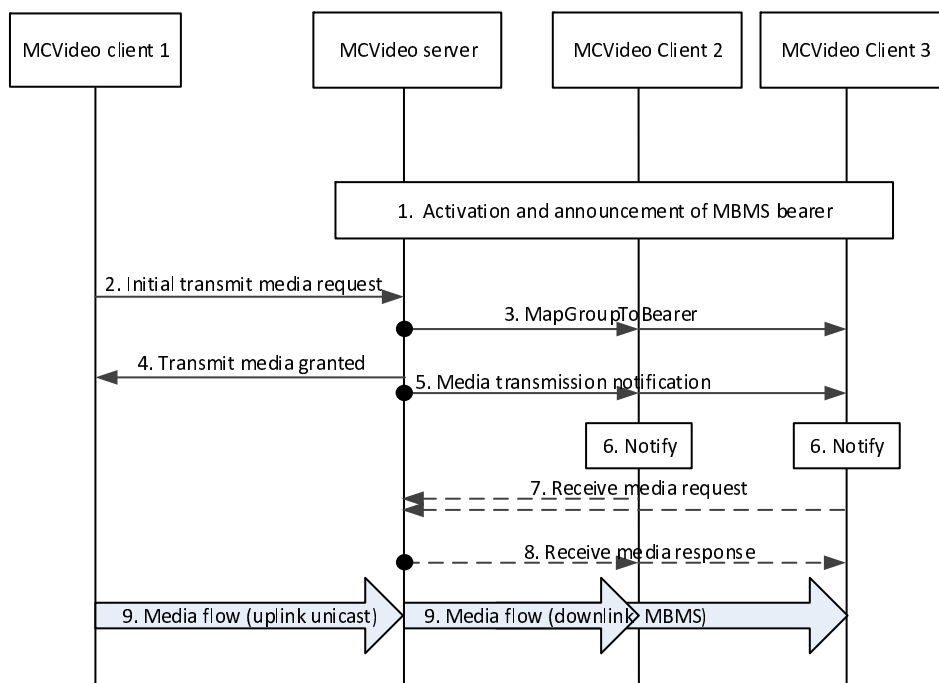 MCVideo client 1
MCVideo server
MCVideo Client 2
MCVideo Client 3
1. Activation and announcement of MBMS bearer
2. Initial transmit media request
3. MapGroupToBearer
4. Transmit media granted
5. Media transmission notification
6. Notify
6. Notify
7. Receive media request
8. Receive media response
9. Media flow (uplink unicast)
9. Media flow (downlink MBMS)